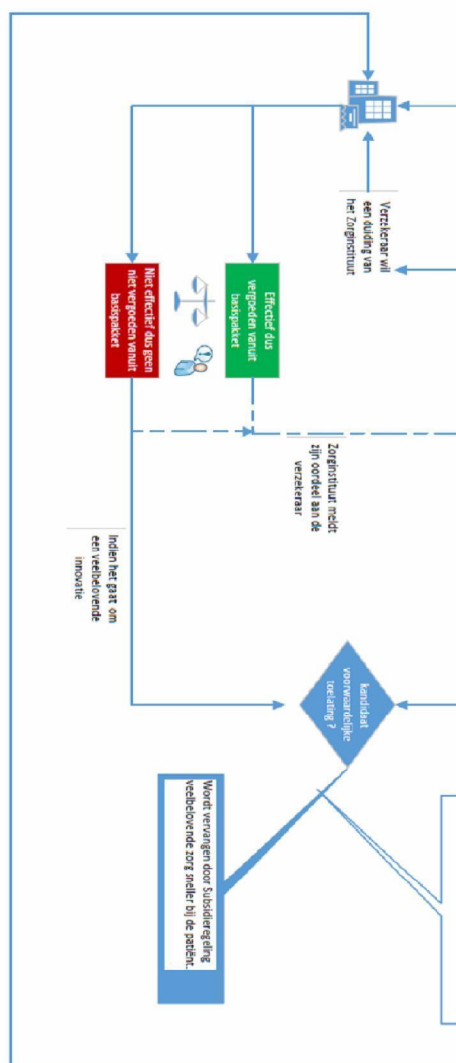 Verzekeraar wil
een duiding van
het Zorginstituut
Effectief dus
vergoeden vanuit
basispakket
Niet effectief dus geen
niet vergoeden vanuit
basispakket
Zorginstituut meldt
zijn oordeel aan de
verzekeraar
Indien het gaat om
een veelbelovende
innovatie
kandidaat
voorwaardelijke
toelating ?
Wordt vervangen door Subsidieregeling
veelbelovende zorg sneller bij de patiënt.